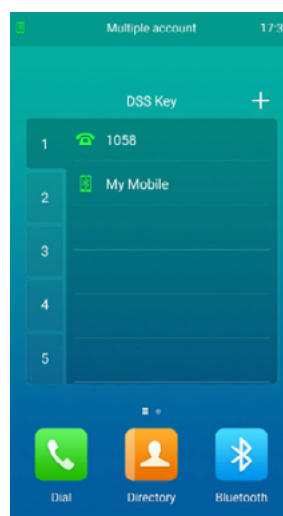 Multiple account 17:3
DSS Key
1 1058
2 My Mobile
3
4
5
Dial Directory Bluetooth